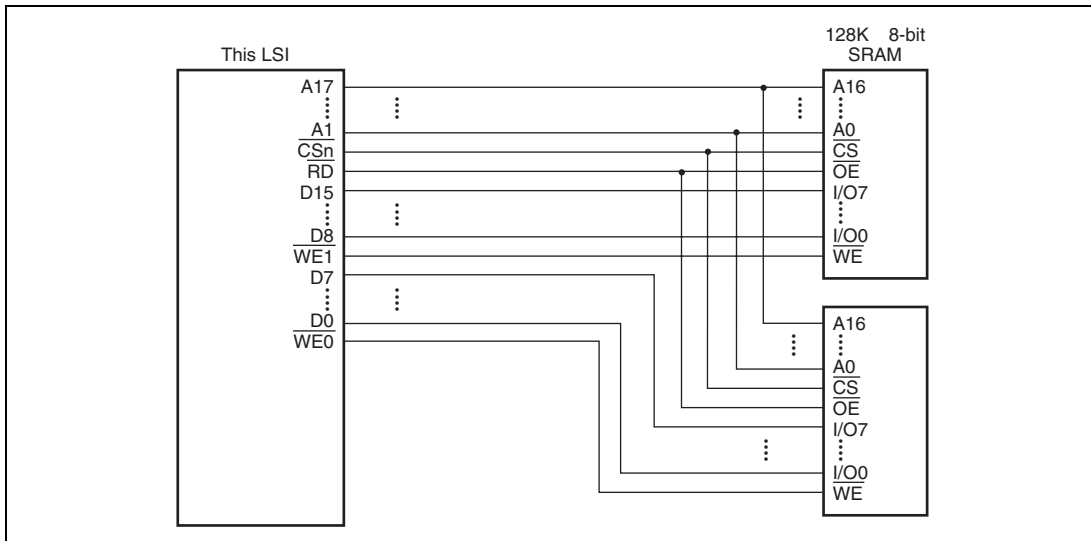 This LSI
A17
A1
CSn
RD
D15
D8
WE1
D7
D0
WE0
128K 8-bit
SRAM
A16
A0
CS
OE
I/O7
I/O0
WE
A16
A0
CS
OE
I/O7
I/O0
WE